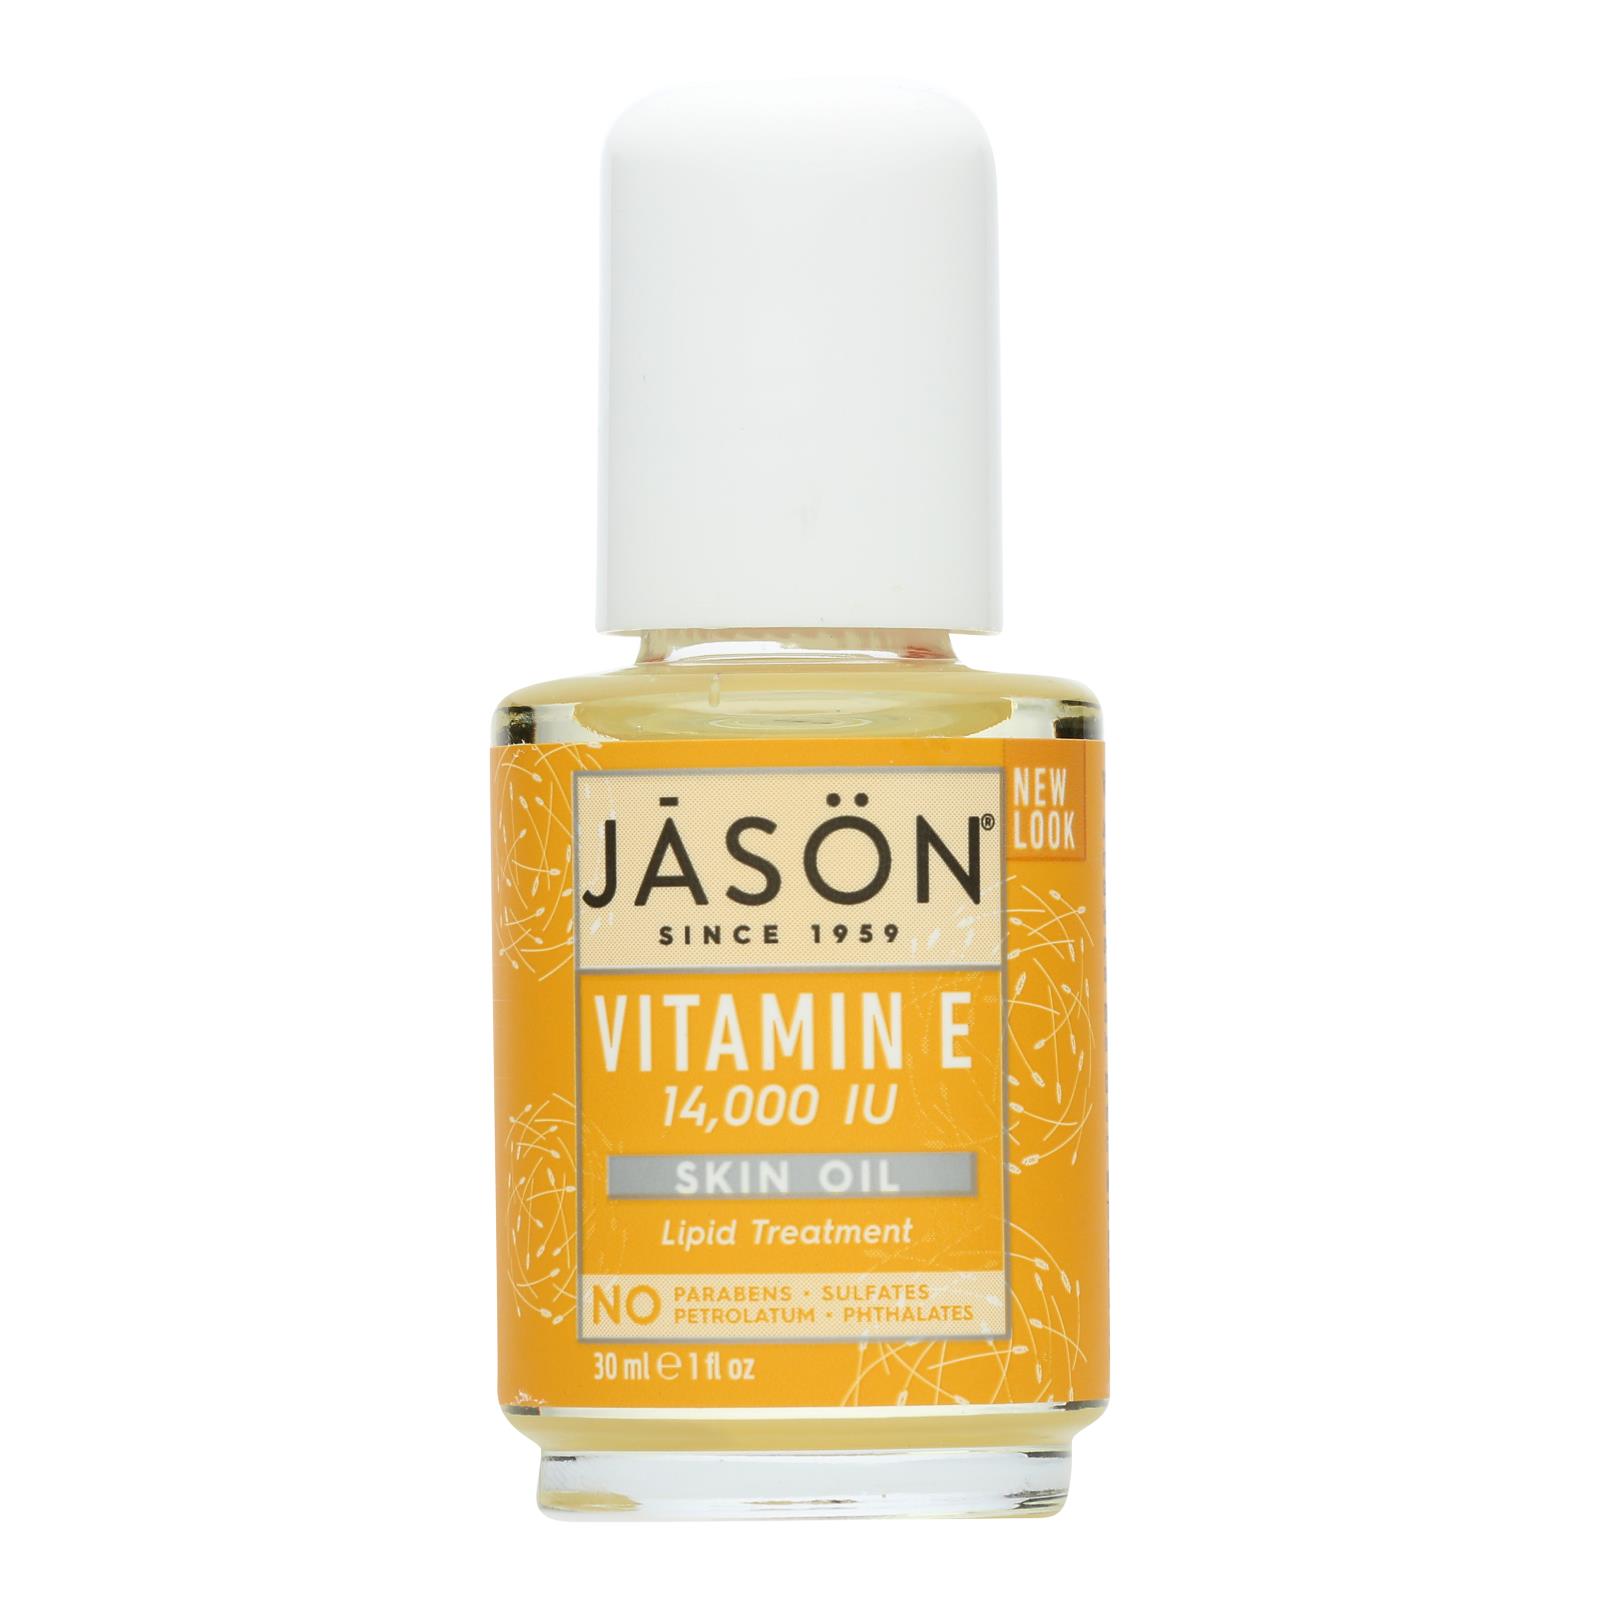 JĀSÖN®
SINCE 1959
NEW
LOOK
VITAMIN E
14,000 IU
SKIN OIL
Lipid Treatment
NO PARABENS • SULFATES
PETROLATUM • PHTHALATES
30 ml ℮ 1 fl oz